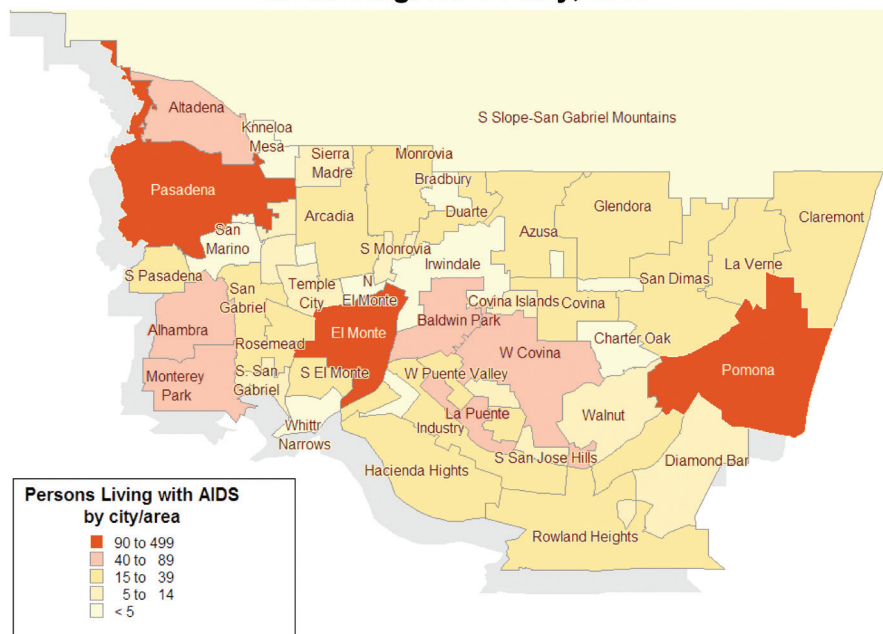 Altadena
Knneloa
Mesa
S Slope-San Gabriel Mountains
Sierra
Madre
Monrovia
Bradbury
Pasadena
Arcadia
Duarte
Glendora
Claremont
San
Marino
S Monrovia
Azusa
La Verne
S Pasadena
Irwindale
San Dimas
San
Gabriel
Temple
City
N
El Monte
Covina Islands
Covina
Alhambra
El Monte
Baldwin Park
Charter Oak
Rosemead
W Covina
Pomona
Monterey
Park
S. San
Gabriel
S El Monte
W Puente Valley
La Puente
Walnut
Whittr
Narrows
Industry
S San Jose Hills
Diamond Bar
Hacienda Hights
Rowland Heights
Persons Living with AIDS
by city/area
90 to 499
40 to 89
15 to 39
5 to 14
< 5